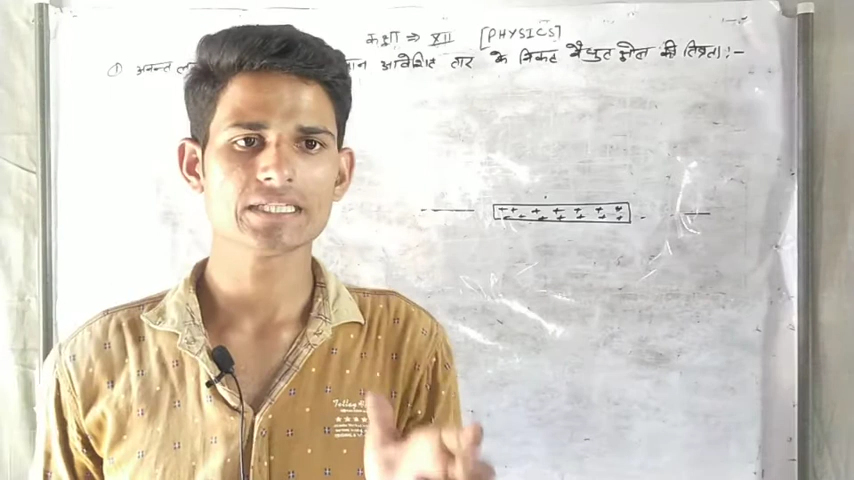 कक्षा ⇒ XII [PHYSICS]
① अनन्त आवेशित तार के निकट वैधुत क्षेत्र की तिव्रता :-